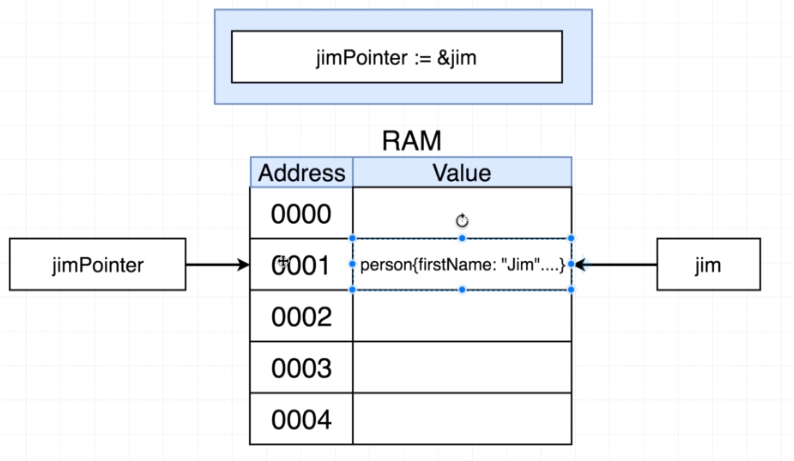 jimPointer := &jim
RAM
Address Value
0000
jimPointer 0001 person{firstName: "Jim"....} jim
0002
0003
0004